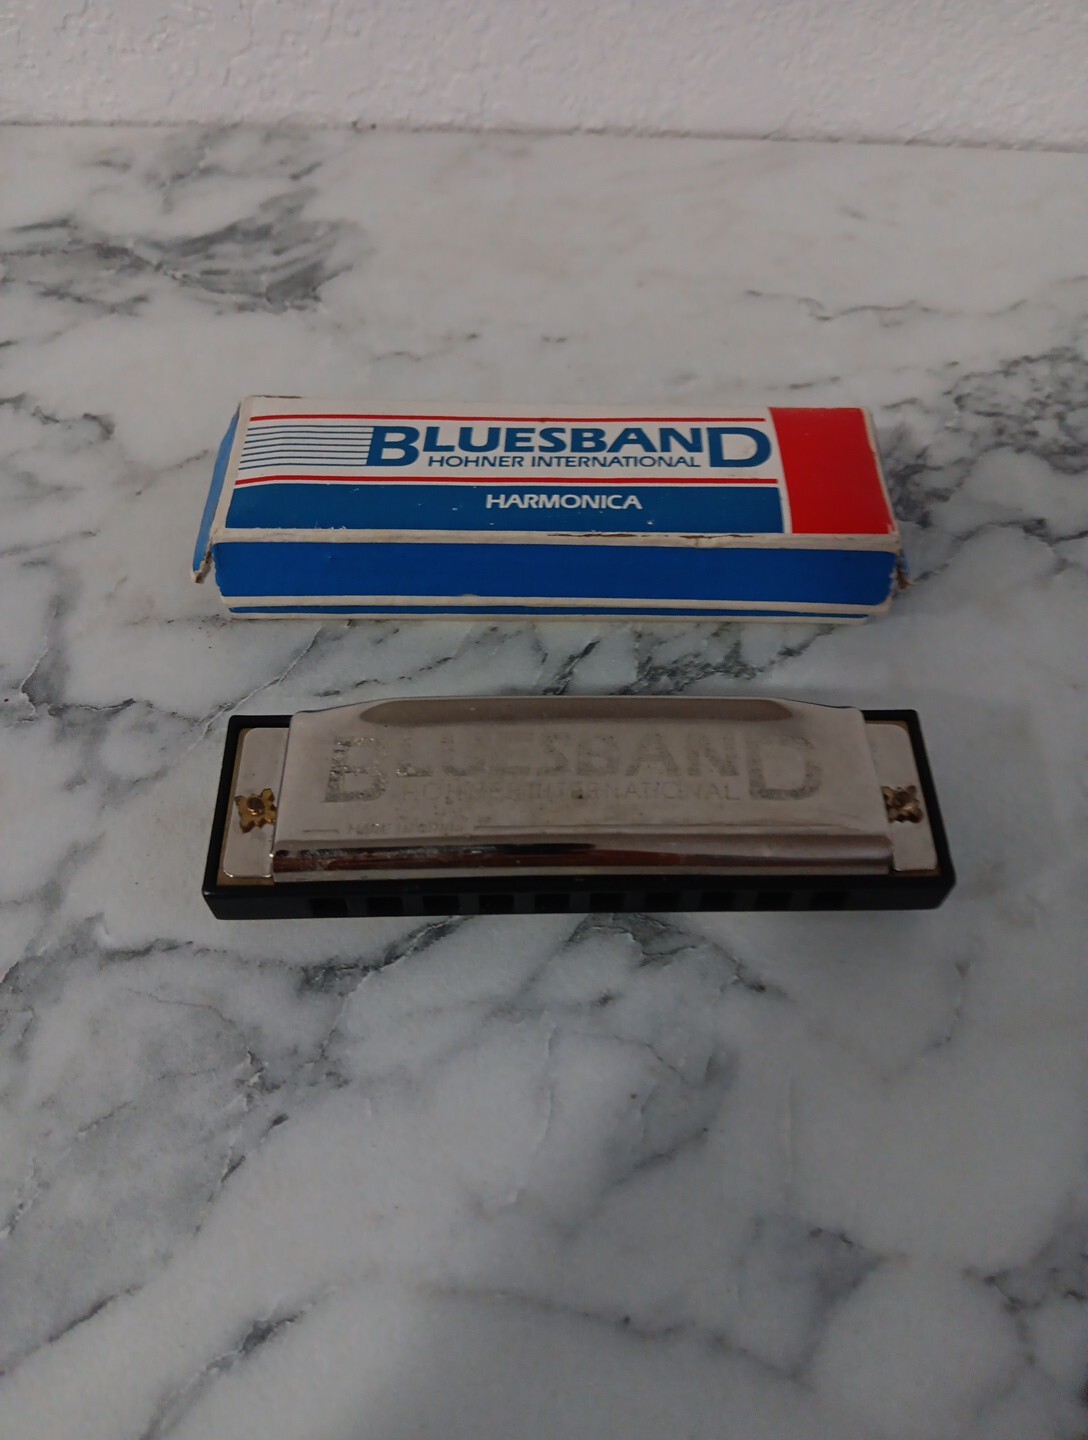 BLUESBAND
HOHNER INTERNATIONAL
HARMONICA
BLUESBAND
HOHNER INTERNATIONAL